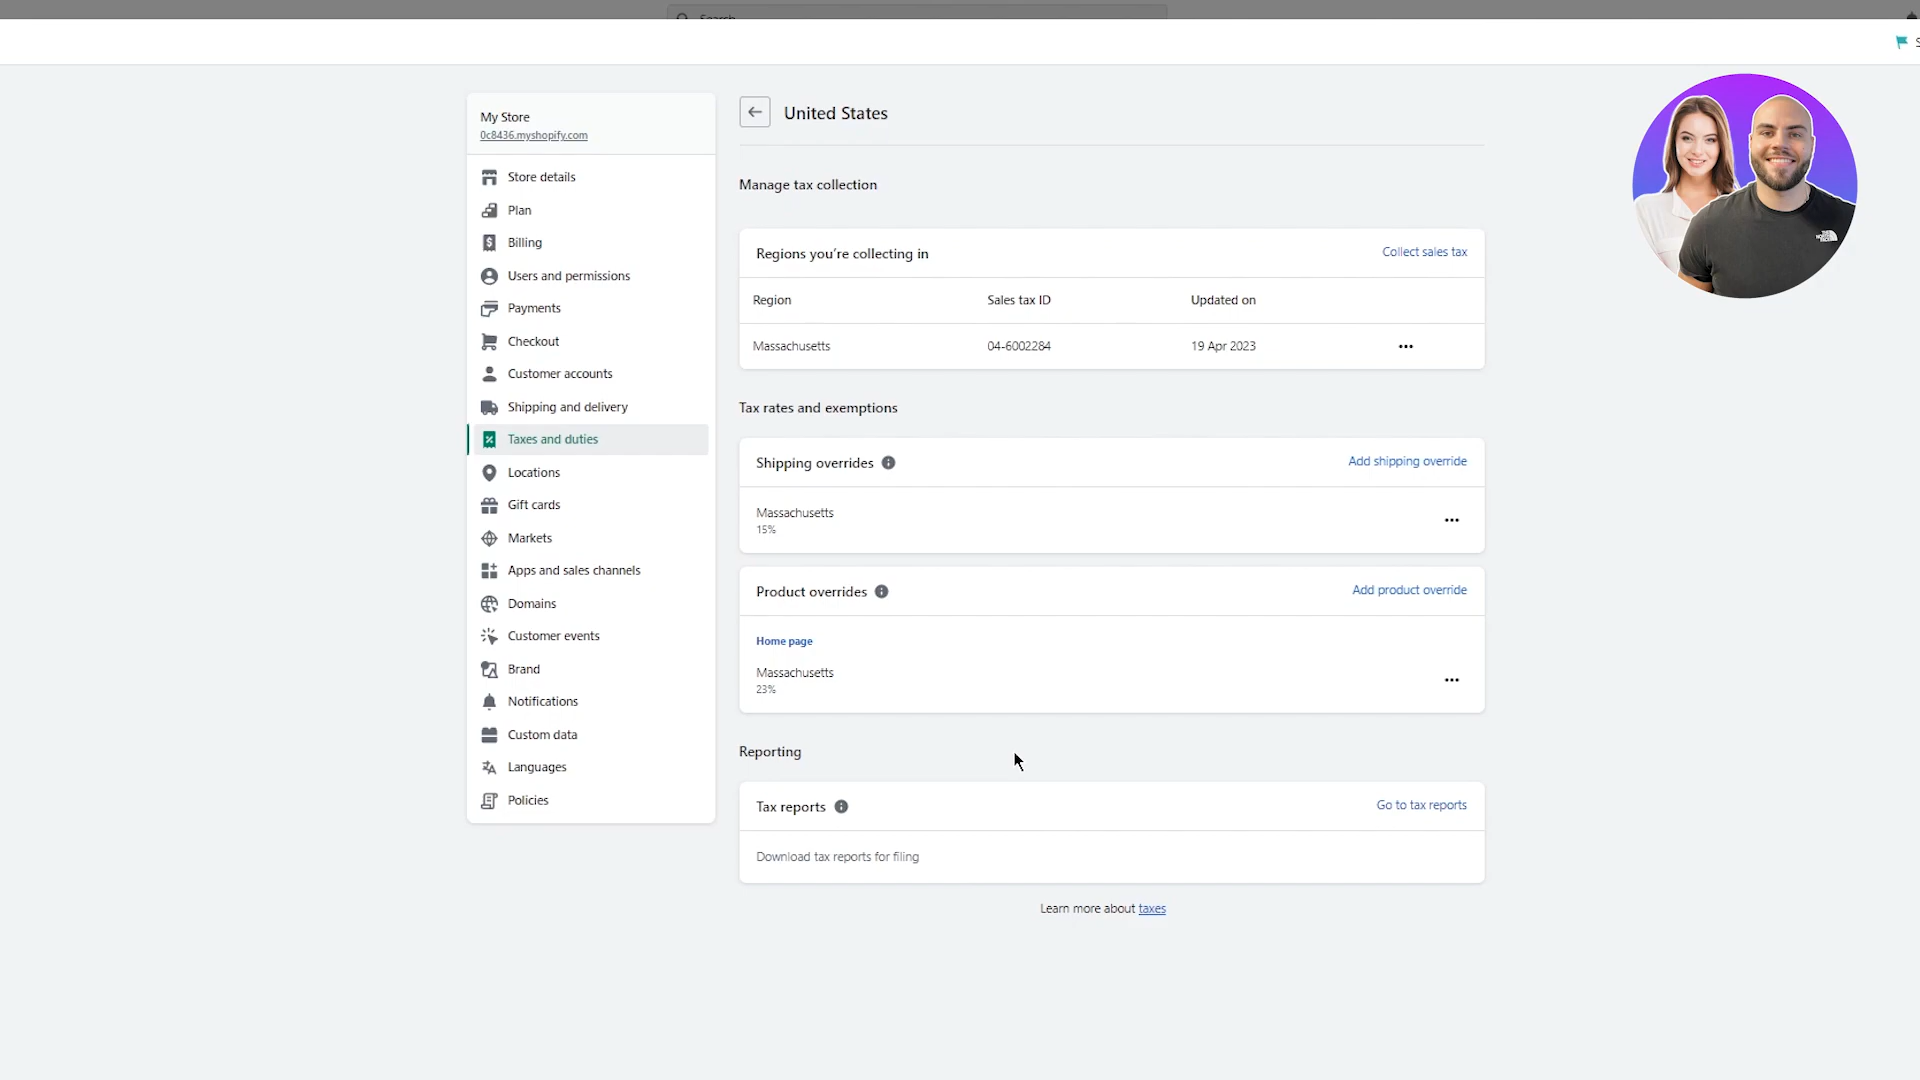 Search
S
My Store
0c8436.myshopify.com
Store details
Plan
Billing
Users and permissions
Payments
Checkout
Customer accounts
Shipping and delivery
Taxes and duties
Locations
Gift cards
Markets
Apps and sales channels
Domains
Customer events
Brand
Notifications
Custom data
Languages
Policies
United States
Manage tax collection
Regions you’re collecting in Collect sales tax
Region Sales tax ID Updated on
Massachusetts 04-6002284 19 Apr 2023
Tax rates and exemptions
Shipping overrides Add shipping override
Massachusetts
15%
Product overrides Add product override
Home page
Massachusetts
23%
Reporting
Tax reports Go to tax reports
Download tax reports for filing
Learn more about taxes